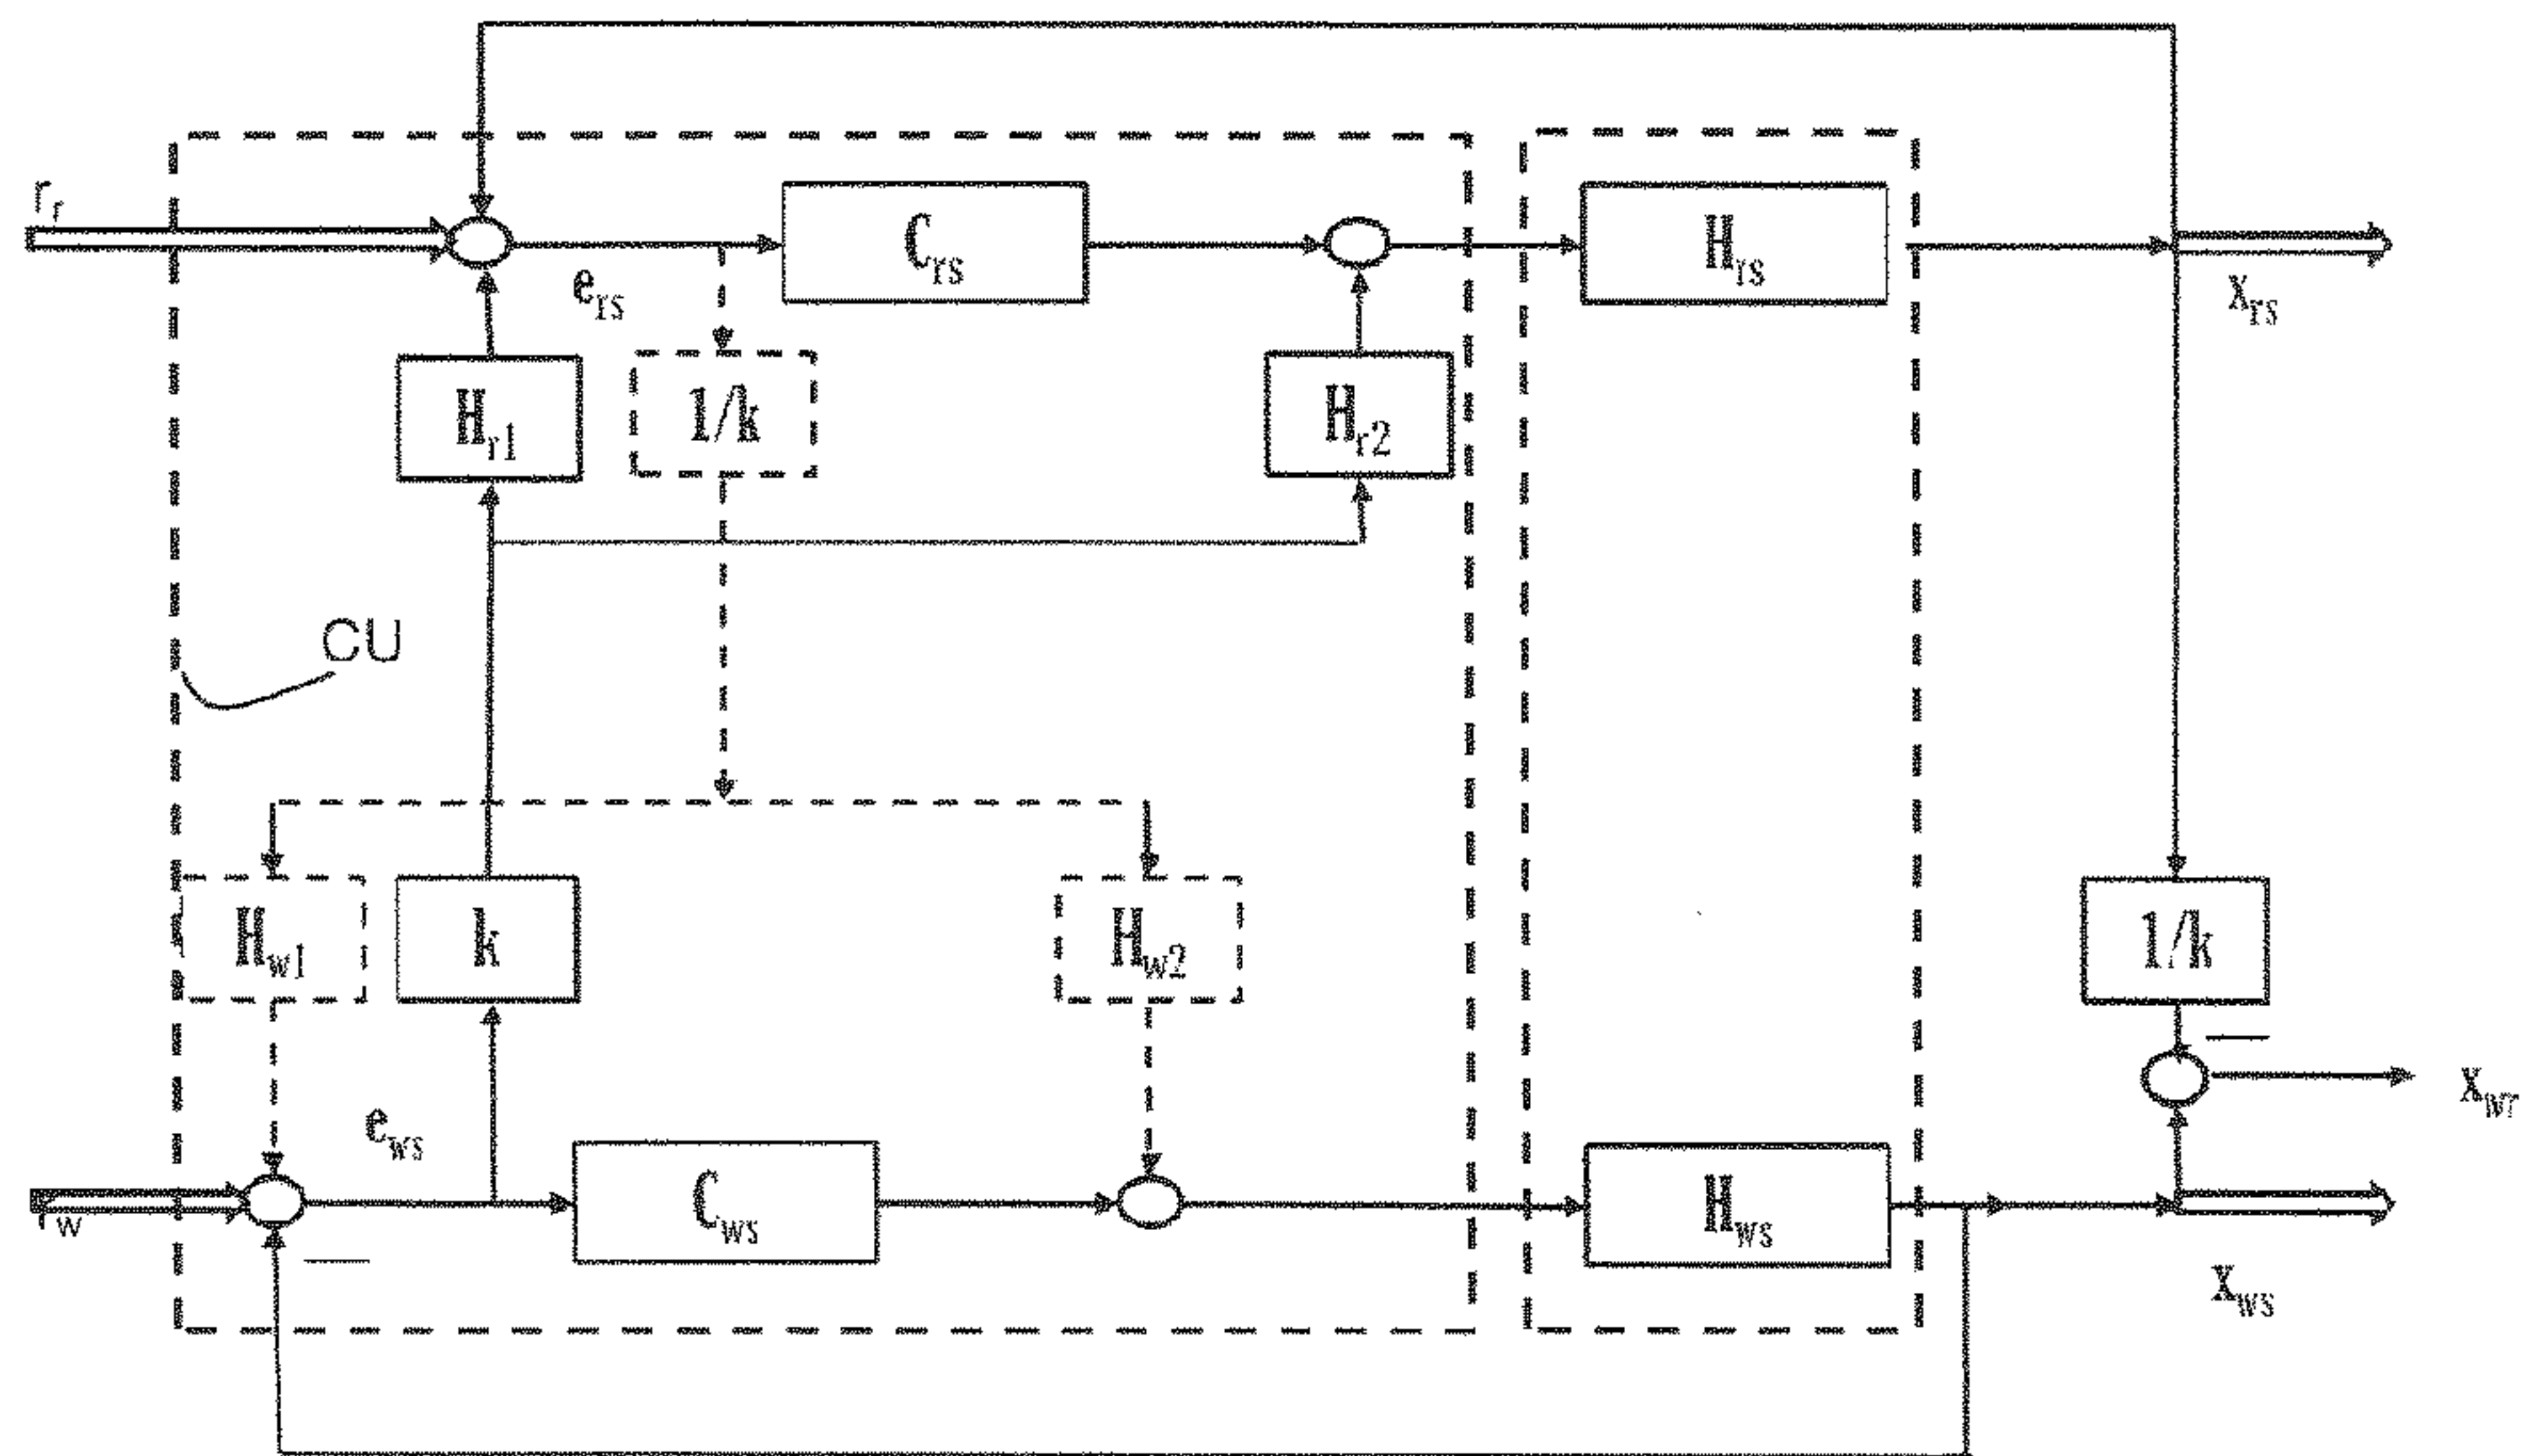 r_r
C_rs
H_rs
e_rs
X_rs
H_r1
1/k
H_r2
CU
H_w1
k
H_w2
1/k
X_wr
e_ws
r_w
C_ws
H_ws
X_ws